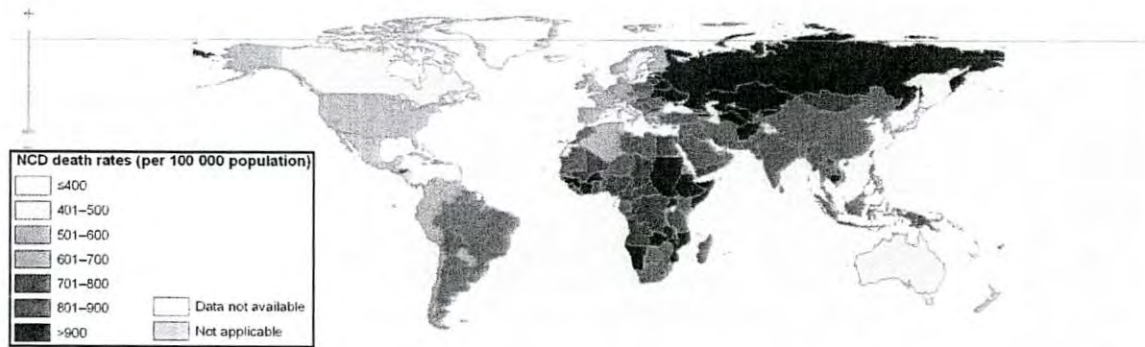 NCD death rates (per 100 000 population)
≤400
401–500
501–600
601–700
701–800
801–900
>900
Data not available
Not applicable